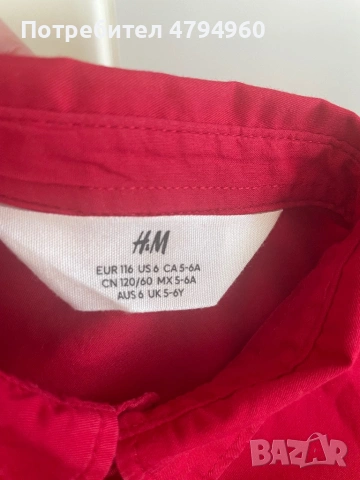 Потребител 4794960
H&M
EUR 116 US 6 CA 5-6A
CN 120/60 MX 5-6A
AUS 6 UK 5-6Y
BAZAR